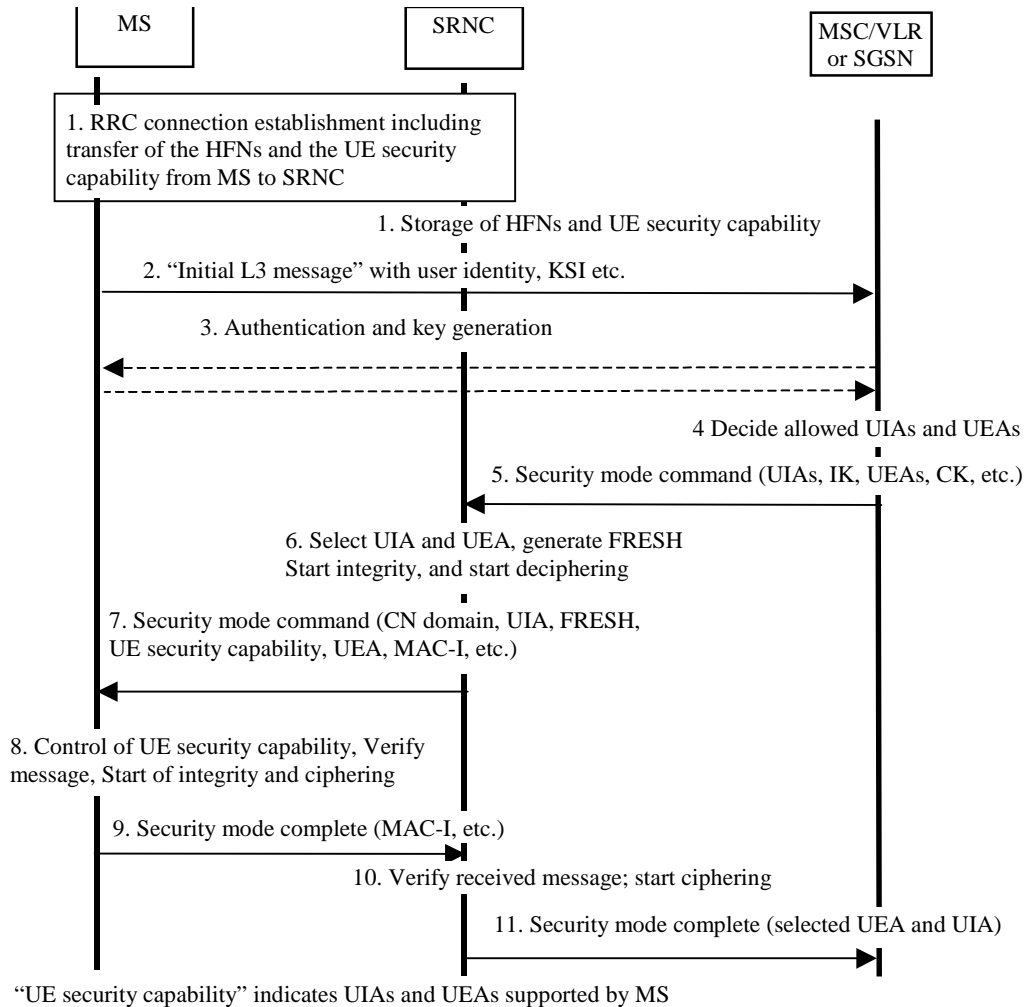 MS
SRNC
MSC/VLR
or SGSN
1. RRC connection establishment including
transfer of the HFNs and the UE security
capability from MS to SRNC
1. Storage of HFNs and UE security capability
2. “Initial L3 message” with user identity, KSI etc.
3. Authentication and key generation
4 Decide allowed UIAs and UEAs
5. Security mode command (UIAs, IK, UEAs, CK, etc.)
6. Select UIA and UEA, generate FRESH
Start integrity, and start deciphering
7. Security mode command (CN domain, UIA, FRESH,
UE security capability, UEA, MAC-I, etc.)
8. Control of UE security capability, Verify
message, Start of integrity and ciphering
9. Security mode complete (MAC-I, etc.)
10. Verify received message; start ciphering
11. Security mode complete (selected UEA and UIA)
“UE security capability” indicates UIAs and UEAs supported by MS